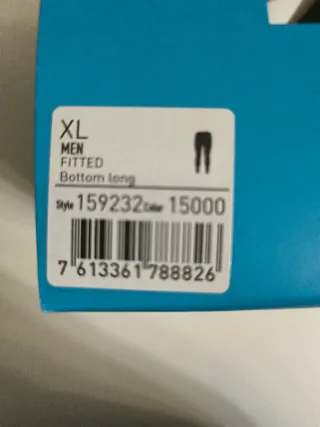 XL
MEN
FITTED
Bottom long
Style 159232 Color 15000
7 613361 788826